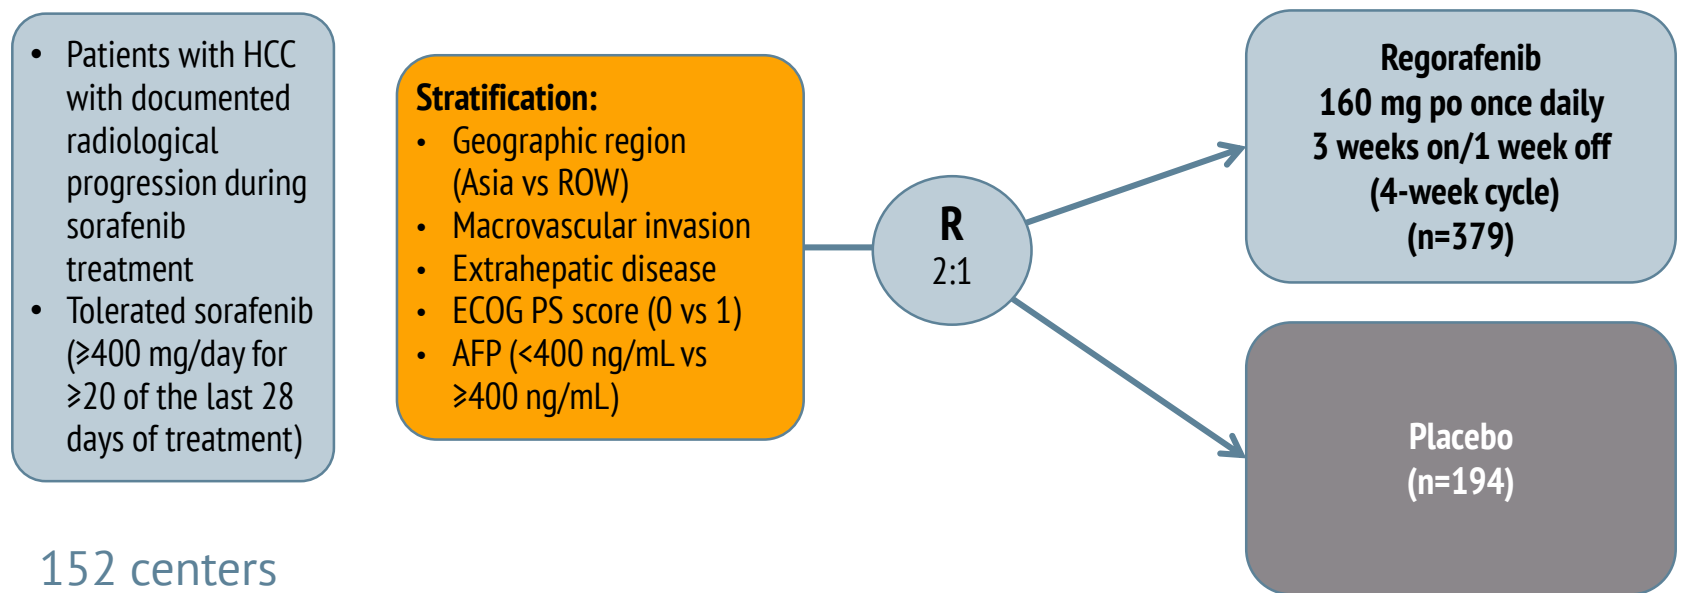 • Patients with HCC
with documented
radiological
progression during
sorafenib
treatment
• Tolerated sorafenib
(≥400 mg/day for
≥20 of the last 28
days of treatment)
152 centers
Stratification:
• Geographic region
(Asia vs ROW)
• Macrovascular invasion
• Extrahepatic disease
• ECOG PS score (0 vs 1)
• AFP (<400 ng/mL vs
≥400 ng/mL)
R
2:1
Regorafenib
160 mg po once daily
3 weeks on/1 week off
(4-week cycle)
(n=379)
Placebo
(n=194)